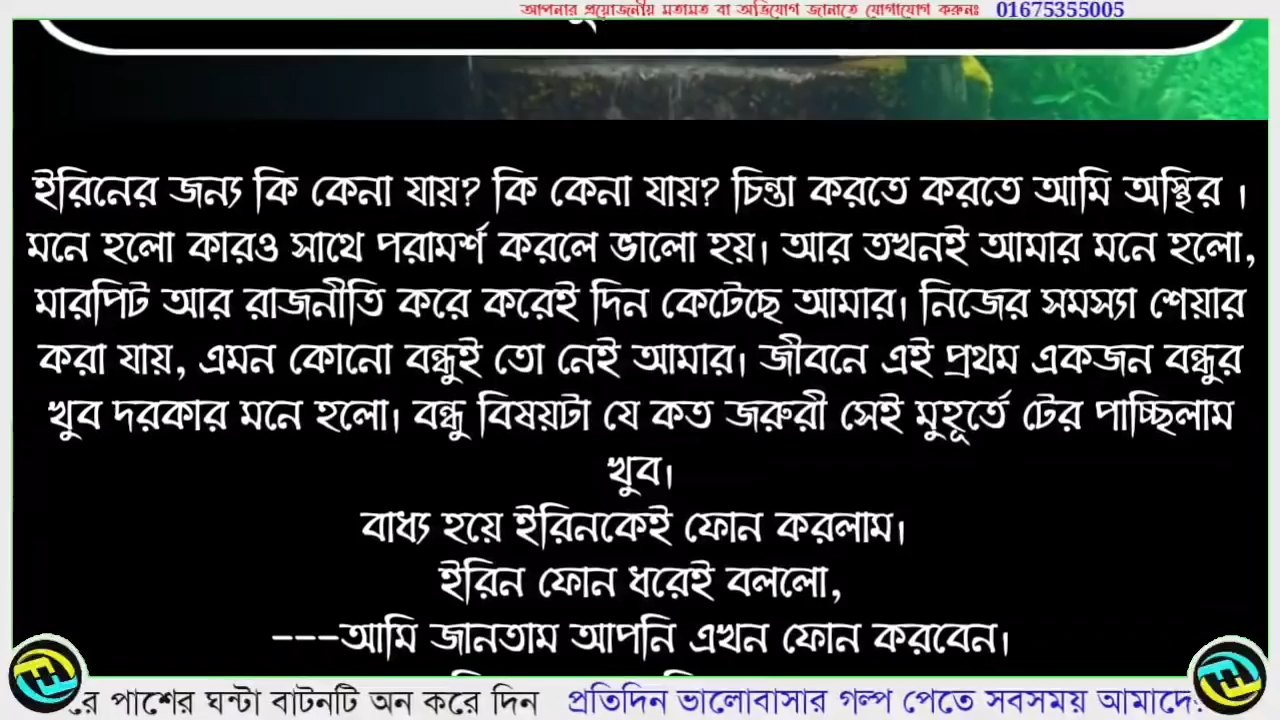 আপনার প্রয়োজনীয় মতামত বা অভিযোগ জানাতে যোগাযোগ করুনঃ 01675355005
ইরিনের জন্য কি কেনা যায়? কি কেনা যায়? চিন্তা করতে করতে আমি অস্থির ।
মনে হলো কারও সাথে পরামর্শ করলে ভালো হয়। আর তখনই আমার মনে হলো,
মারপিট আর রাজনীতি করে করেই দিন কেটেছে আমার। নিজের সমস্যা শেয়ার
করা যায়, এমন কোনো বন্ধুই তো নেই আমার। জীবনে এই প্রথম একজন বন্ধুর
খুব দরকার মনে হলো। বন্ধু বিষয়টা যে কত জরুরী সেই মুহূর্তে টের পাচ্ছিলাম
খুব।
বাধ্য হয়ে ইরিনকেই ফোন করলাম।
ইরিন ফোন ধরেই বললো,
---আমি জানতাম আপনি এখন ফোন করবেন।
রে পাশের ঘন্টা বাটনটি অন করে দিন প্রতিদিন ভালোবাসার গল্প পেতে সবসময় আমাদে